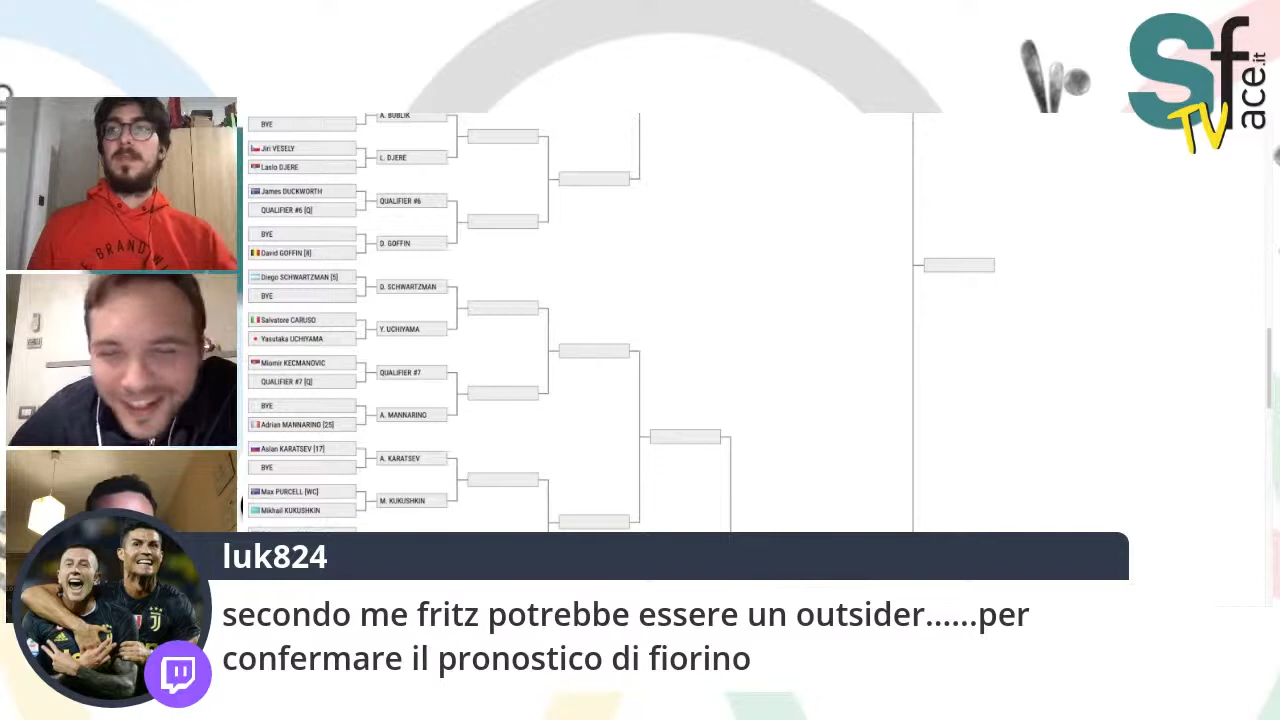 Sf
TV
ace.it
A. BUBLIK
BYE
Jiri VESELY
L. DJERE
Laslo DJERE
James DUCKWORTH
QUALIFIER #6
QUALIFIER #6 [Q]
BYE
D. GOFFIN
David GOFFIN [8]
Diego SCHWARTZMAN [5]
D. SCHWARTZMAN
BYE
Salvatore CARUSO
Y. UCHIYAMA
Yasutaka UCHIYAMA
Miomir KECMANOVIC
QUALIFIER #7
QUALIFIER #7 [Q]
BYE
A. MANNARINO
Adrian MANNARINO [25]
Aslan KARATSEV [17]
A. KARATSEV
BYE
Max PURCELL [WC]
M. KUKUSHKIN
Mikhail KUKUSHKIN
luk824
secondo me fritz potrebbe essere un outsider......per
confermare il pronostico di fiorino